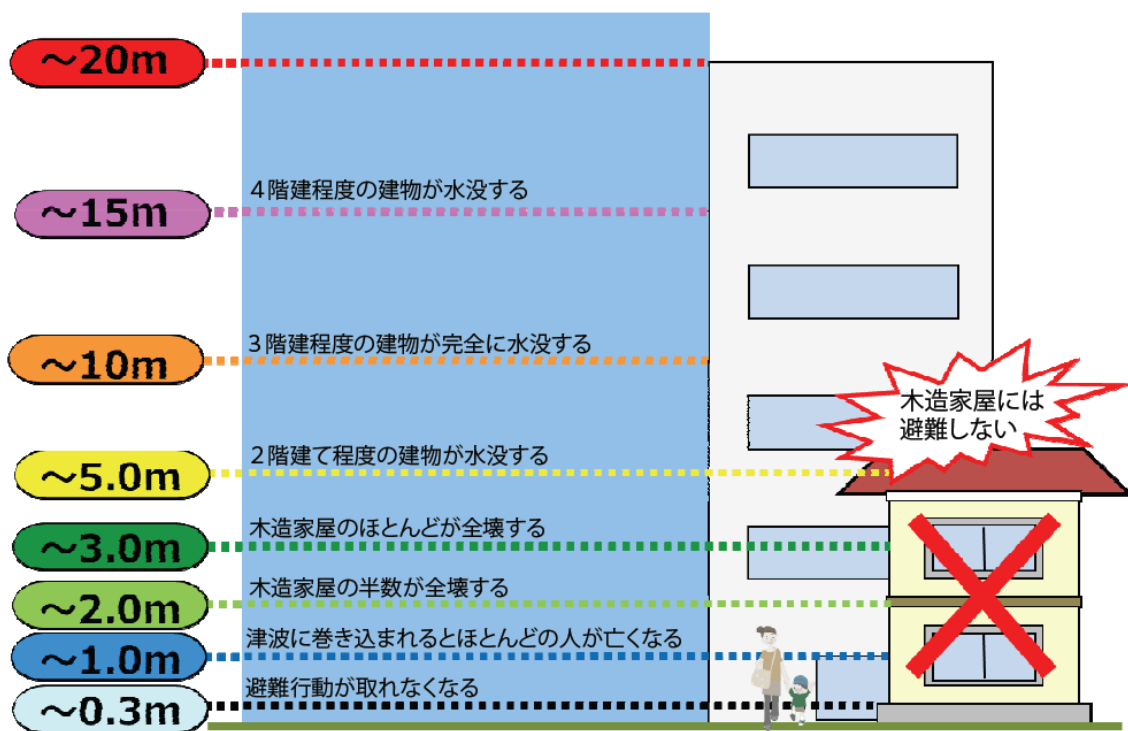 ～20m
４階建程度の建物が水没する
～15m
３階建程度の建物が完全に水没する
～10m
木造家屋には
避難しない
２階建て程度の建物が水没する
～5.0m
木造家屋のほとんどが全壊する
～3.0m
木造家屋の半数が全壊する
～2.0m
津波に巻き込まれるとほとんどの人が亡くなる
～1.0m
避難行動が取れなくなる
～0.3m